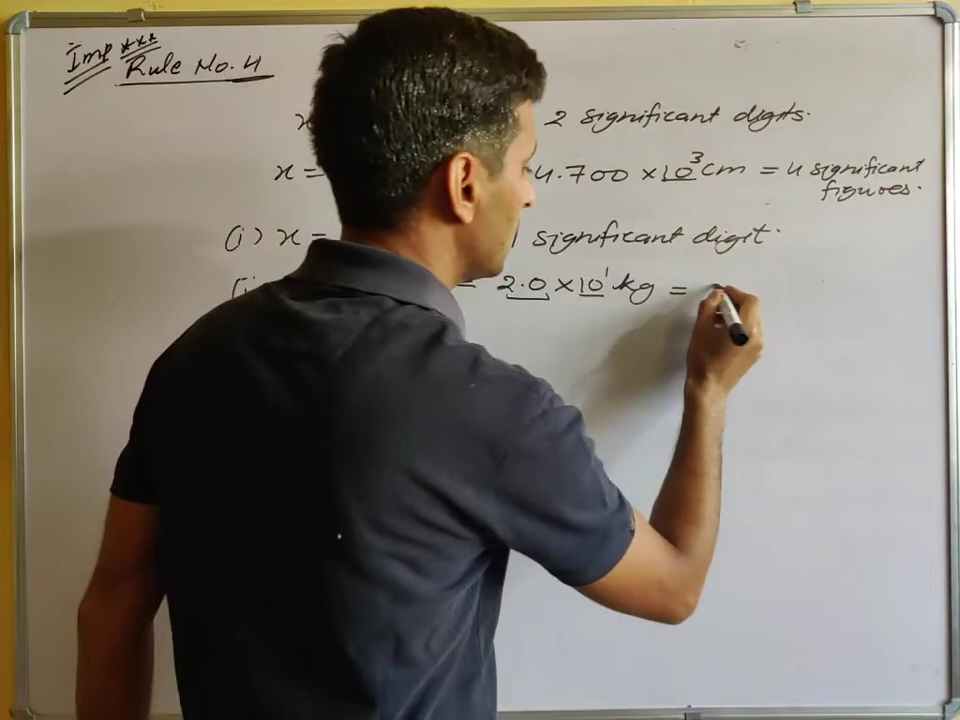 Imp ***
Rule No. 4
x 2 significant digits.
x = 4.700 × 10³ cm = 4 significant
figures.
(i) x = 1 significant digit.
= 2.0 × 10¹ kg =